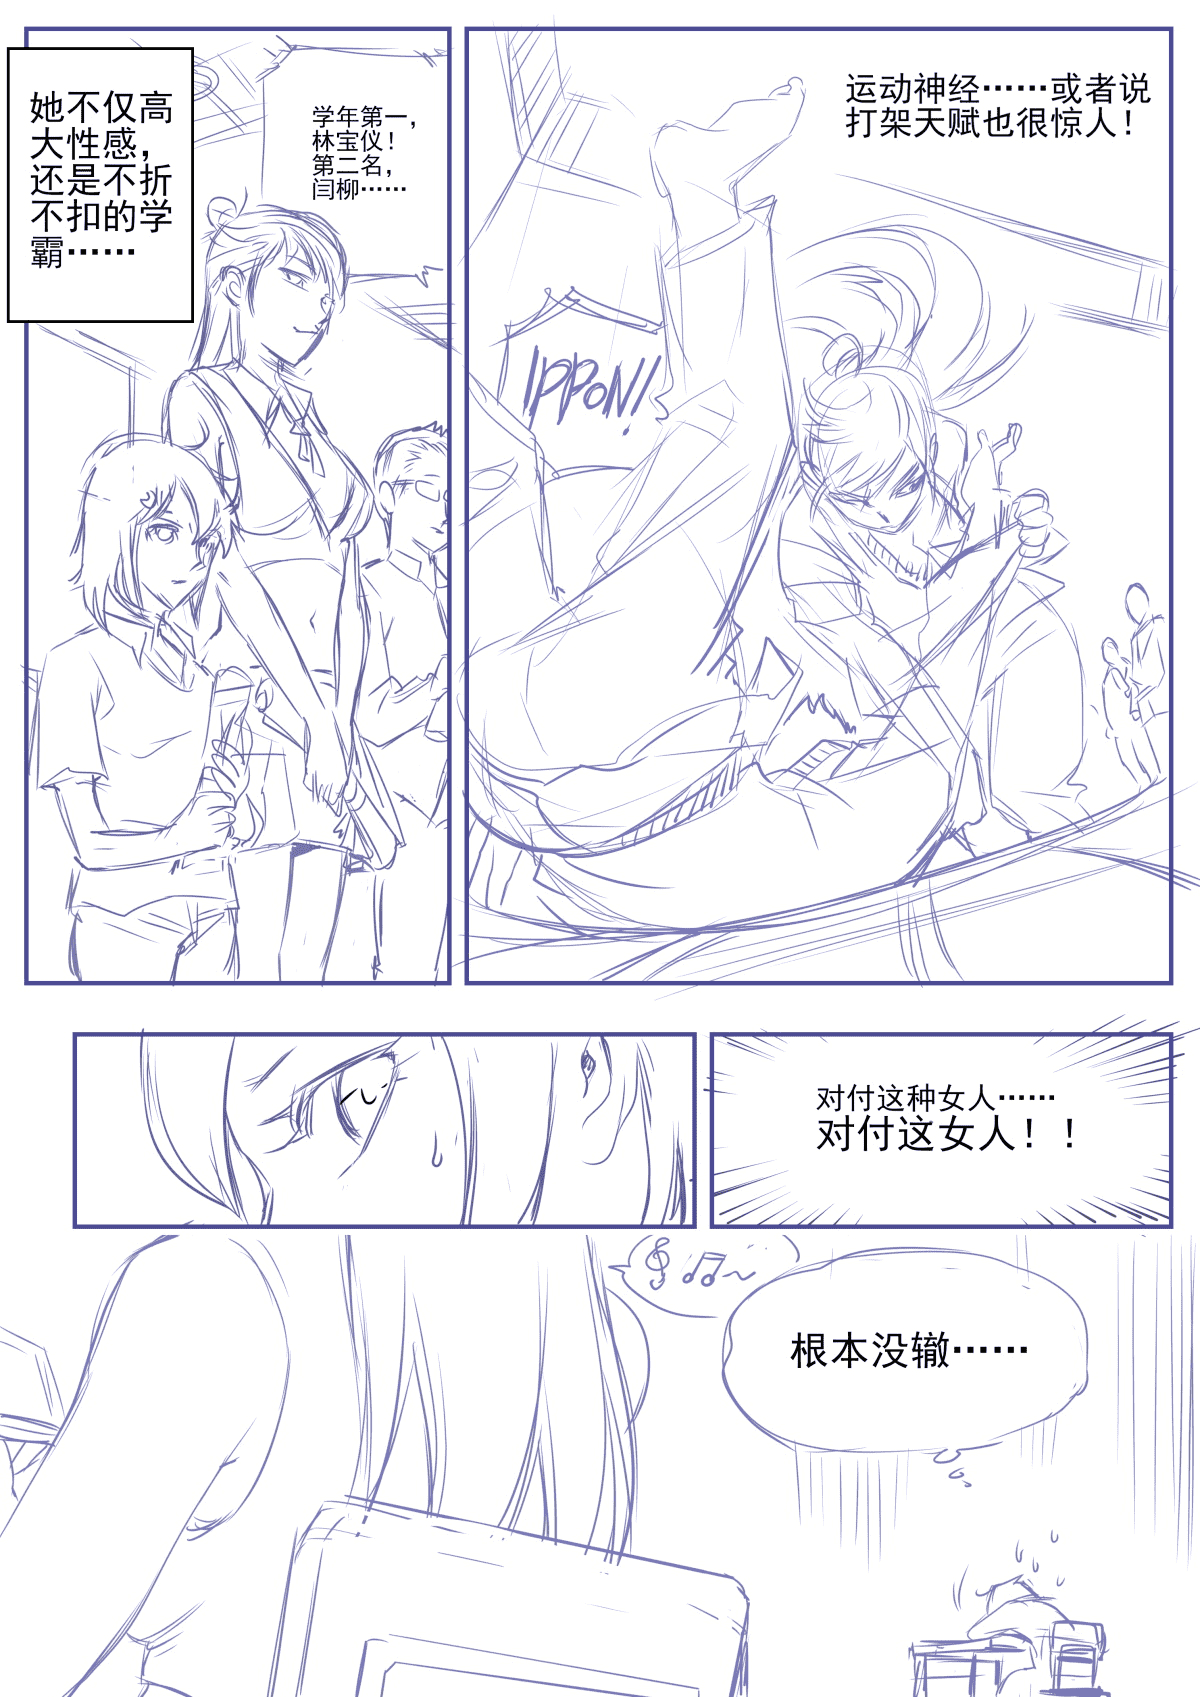 她不仅高
大性感，
还是不折
不扣的学
霸……
学年第一，
林宝仪！
第二名，
闫柳……
运动神经……或者说
打架天赋也很惊人！
IPPON!
对付这种女人……
对付这女人！！
根本没辙……